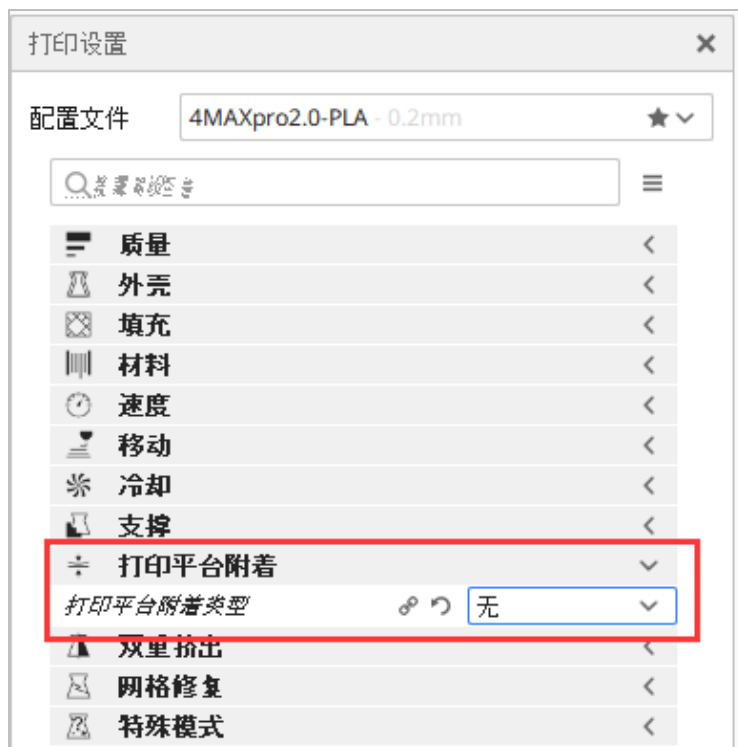 打印设置
配置文件 4MAXpro2.0-PLA - 0.2mm
质量
外壳
填充
材料
速度
移动
冷却
支撑
打印平台附着
打印平台附着类型 无
双重挤出
网格修复
特殊模式